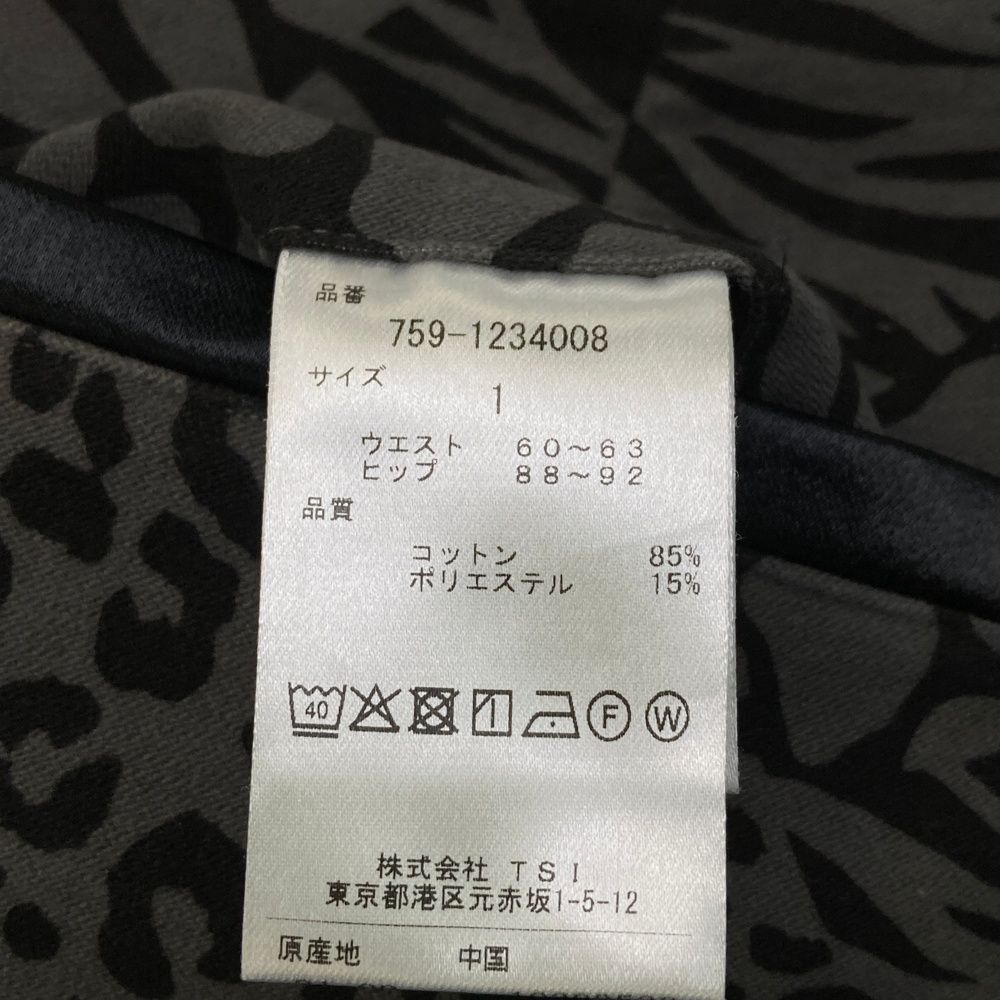 品番
759-1234008
サイズ
1
ウエスト 60～63
ヒップ 88～92
品質
コットン 85%
ポリエステル 15%
40 F W
株式会社 TSI
東京都港区元赤坂1-5-12
原産地 中国